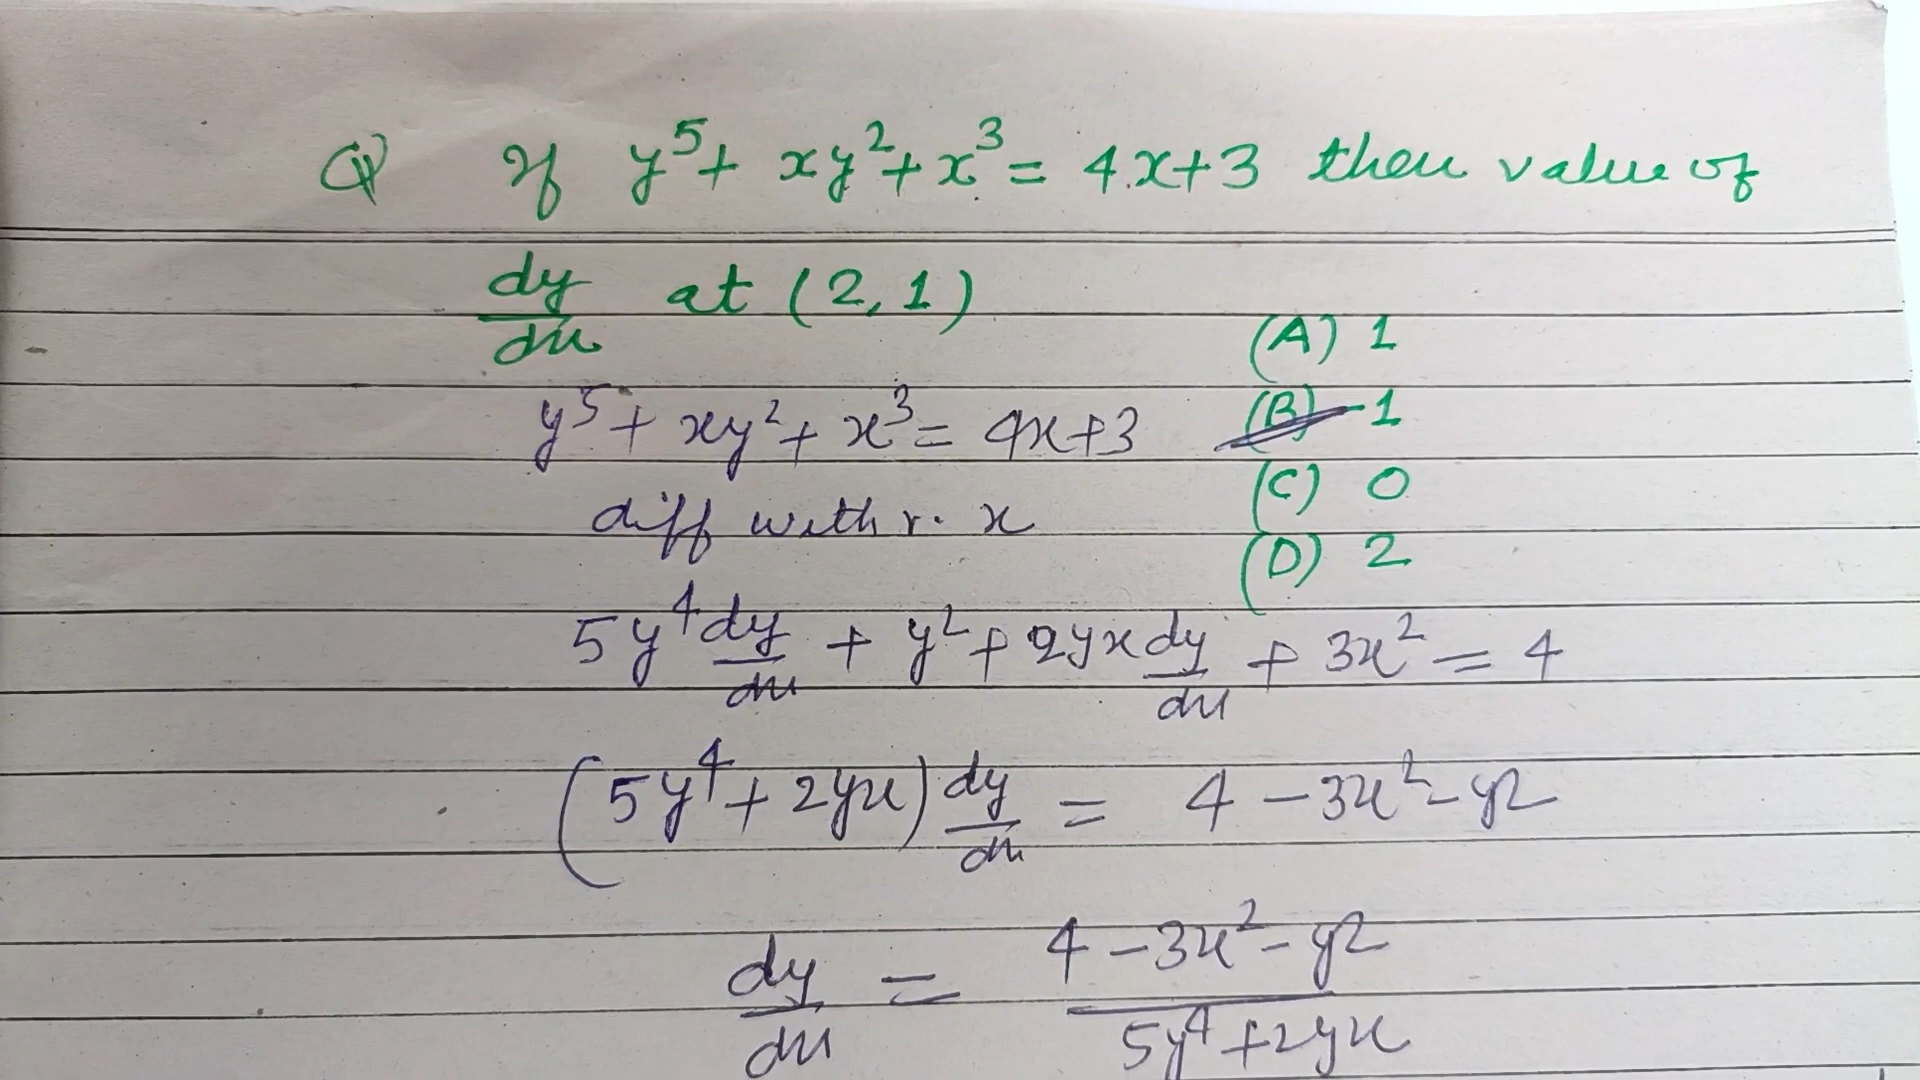 Q If y⁵ + xy² + x³ = 4x+3 then value of
dy/dx at (2, 1)
(A) 1
y⁵ + xy² + x³ = 4x+3 (B) -1
diff with r. x (C) 0
(D) 2
5y⁴ dy/dx + y² + 2yx dy/dx + 3x² = 4
(5y⁴ + 2yx) dy/dx = 4 - 3x² - y²
dy/dx = (4 - 3x² - y²)/(5y⁴ + 2yx)